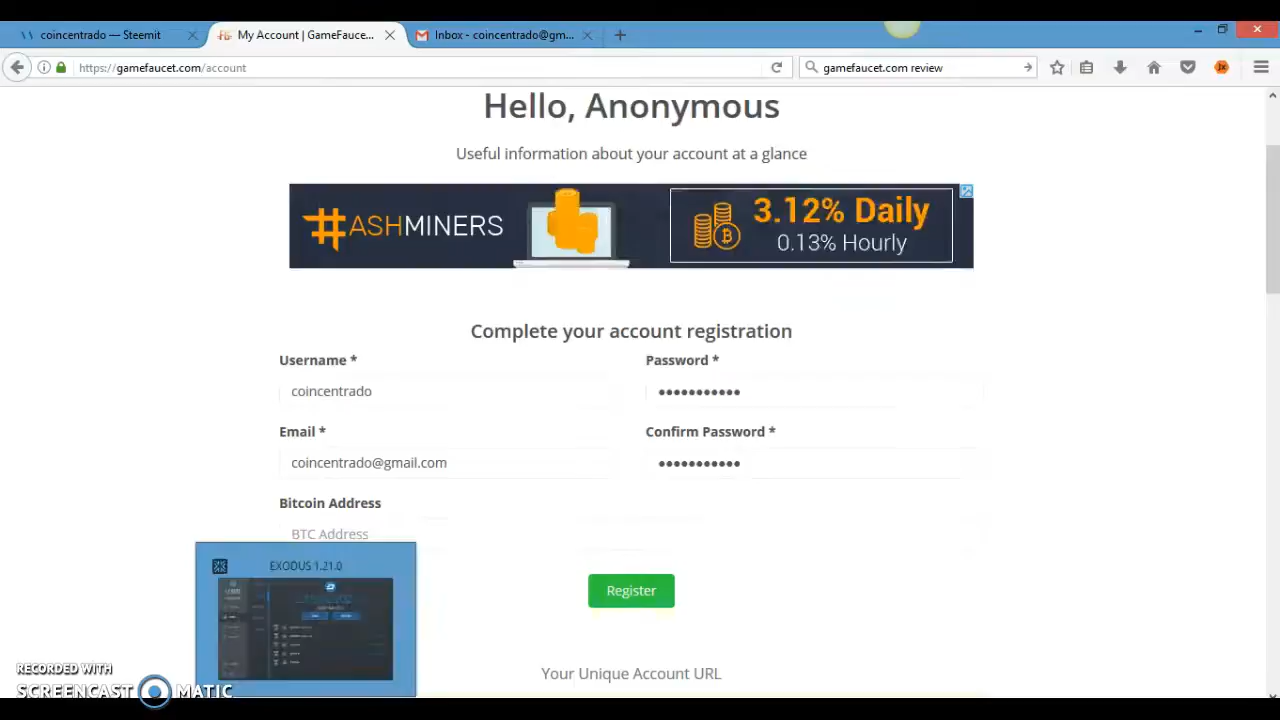 coincentrado — Steemit
My Account | GameFauce...
Inbox - coincentrado@gm...
https://gamefaucet.com/account
gamefaucet.com review
Hello, Anonymous
Useful information about your account at a glance
#ASHMINERS
3.12% Daily
0.13% Hourly
Complete your account registration
Username *
Password *
coincentrado
•••••••••••
Email *
Confirm Password *
coincentrado@gmail.com
•••••••••••
Bitcoin Address
BTC Address
EXODUS 1.21.0
Register
Your Unique Account URL
RECORDED WITH
SCREENCAST MATIC